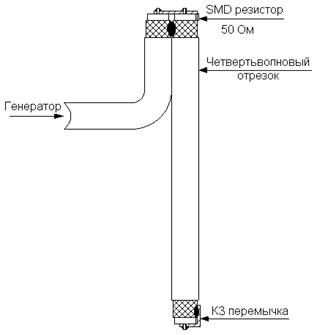 SMD резистор
50 Ом
Четвертьволновый
отрезок
Генератор
КЗ перемычка